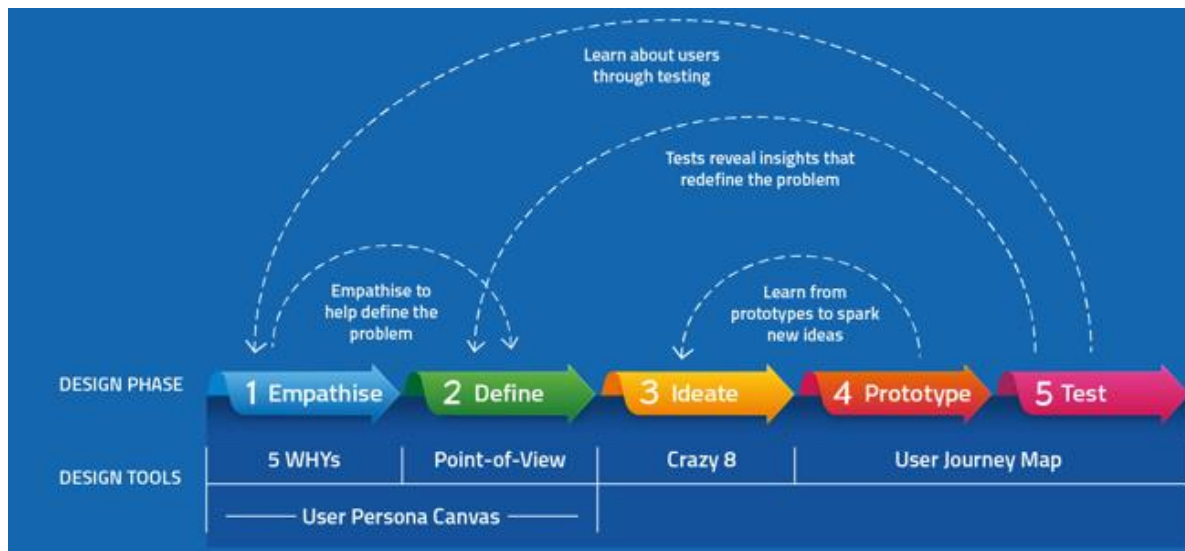 Learn about users
through testing
Tests reveal insights that
redefine the problem
Empathise to
help define the
problem
Learn from
prototypes to spark
new ideas
DESIGN PHASE
1 Empathise
2 Define
3 Ideate
4 Prototype
5 Test
DESIGN TOOLS
5 WHYs
Point-of-View
Crazy 8
User Journey Map
User Persona Canvas